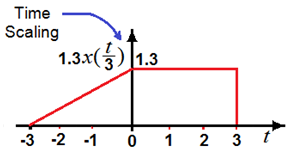 Time
Scaling
1.3x(t/3) 1.3
-3 -2 -1 0 1 2 3 t